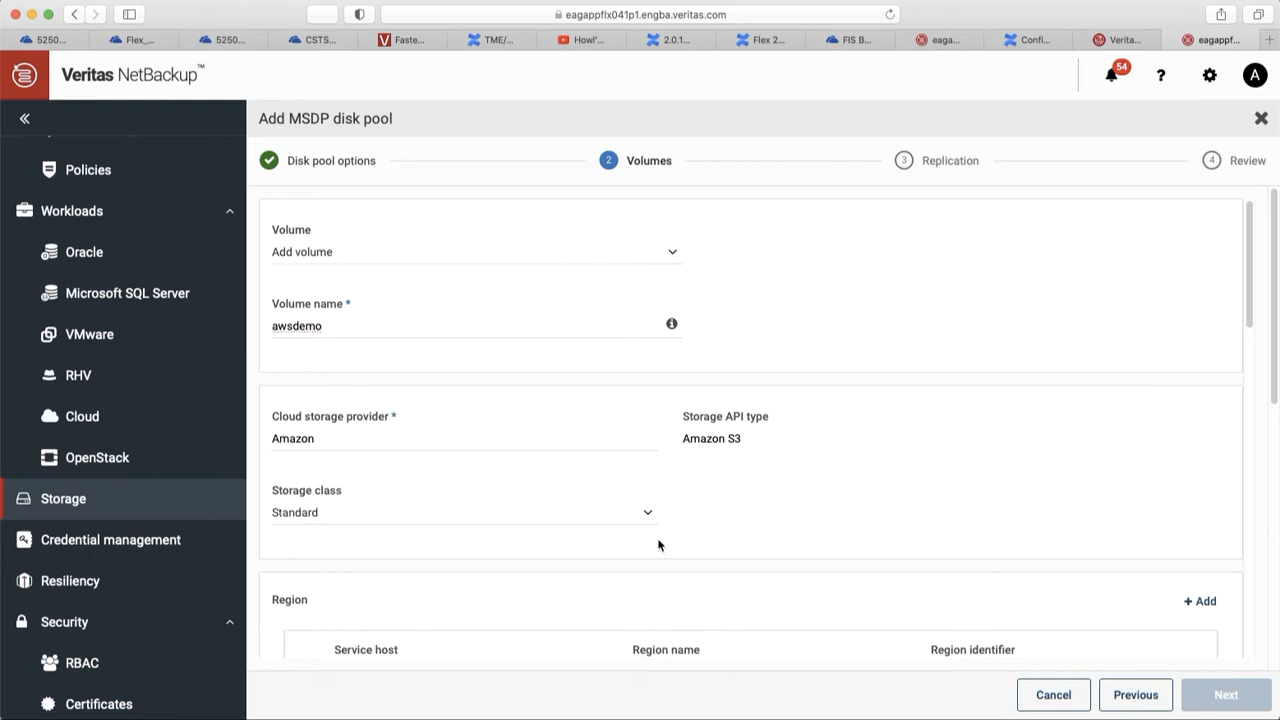 eagappflx041p1.engba.veritas.com
5250...
Flex_...
5250...
CSTS...
Faste...
TME/...
Howl'...
2.0.1...
Flex 2...
FIS B...
eaga...
Confi...
Verita...
eagappf...
Veritas NetBackup™
54
?
A
Add MSDP disk pool
Disk pool options
2 Volumes
3 Replication
4 Review
Policies
Workloads
Oracle
Microsoft SQL Server
VMware
RHV
Cloud
OpenStack
Storage
Credential management
Resiliency
Security
RBAC
Certificates
Volume
Add volume
Volume name *
awsdemo
Cloud storage provider *
Storage API type
Amazon
Amazon S3
Storage class
Standard
Region
+ Add
Service host
Region name
Region identifier
Cancel
Previous
Next